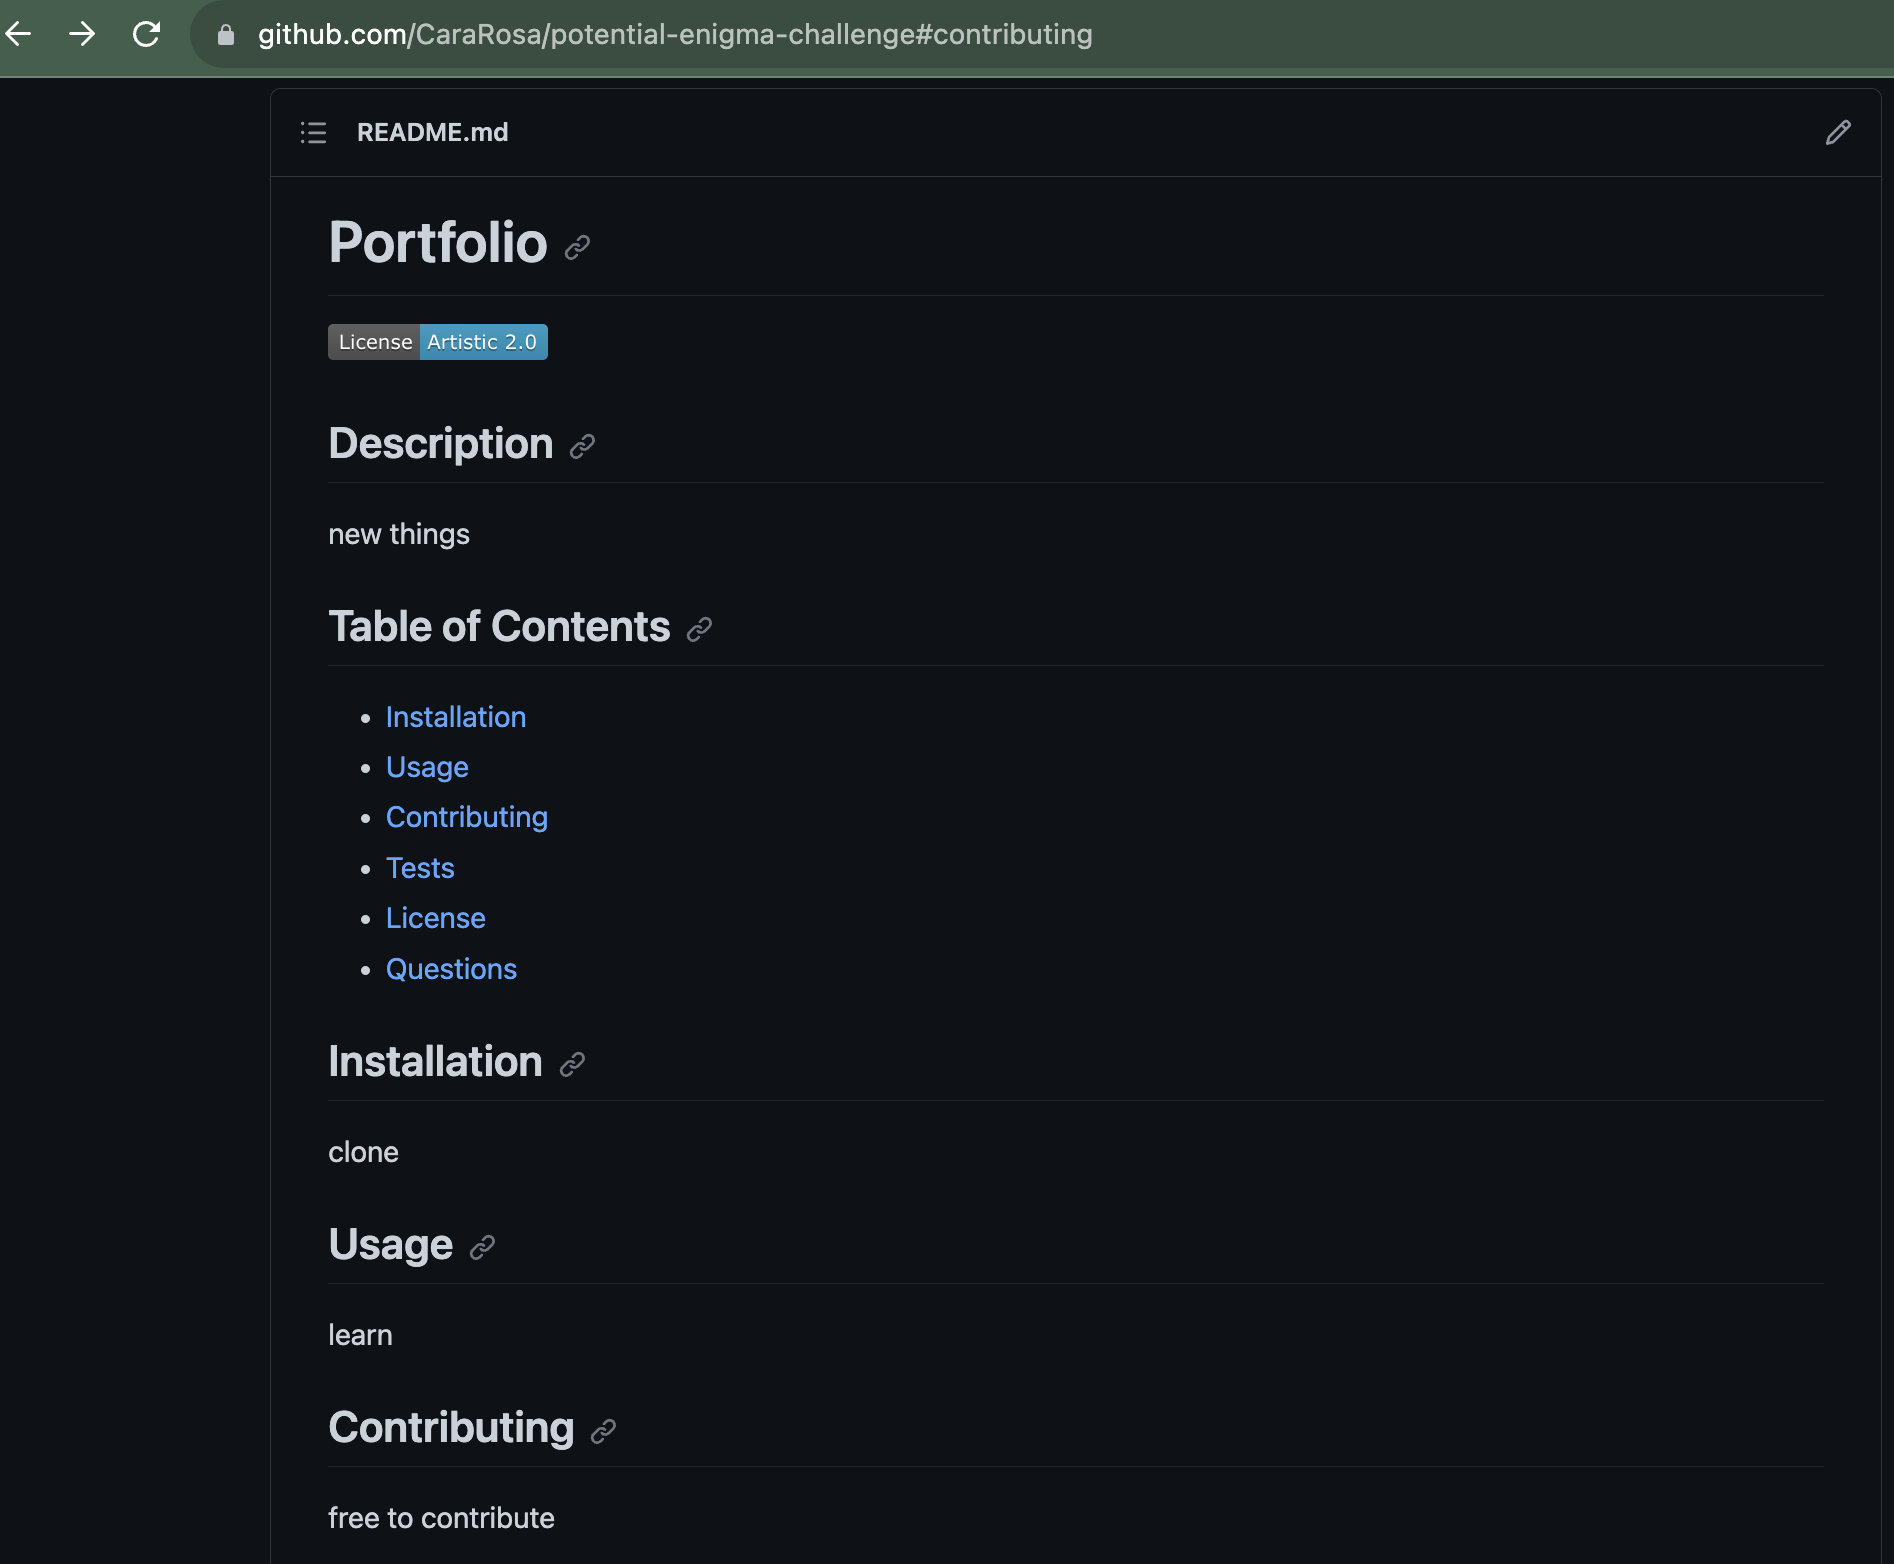 github.com/CaraRosa/potential-enigma-challenge#contributing
README.md
Portfolio
License Artistic 2.0
Description
new things
Table of Contents
Installation
Usage
Contributing
Tests
License
Questions
Installation
clone
Usage
learn
Contributing
free to contribute